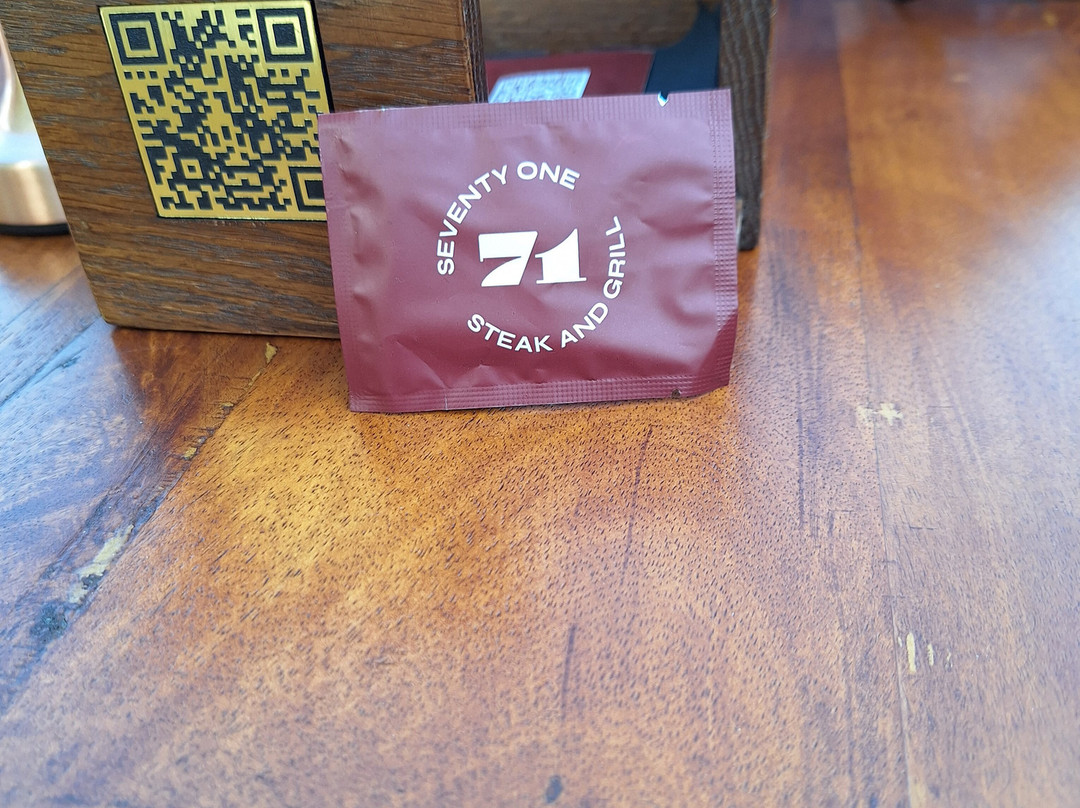 SEVENTY ONE
71
STEAK AND GRILL